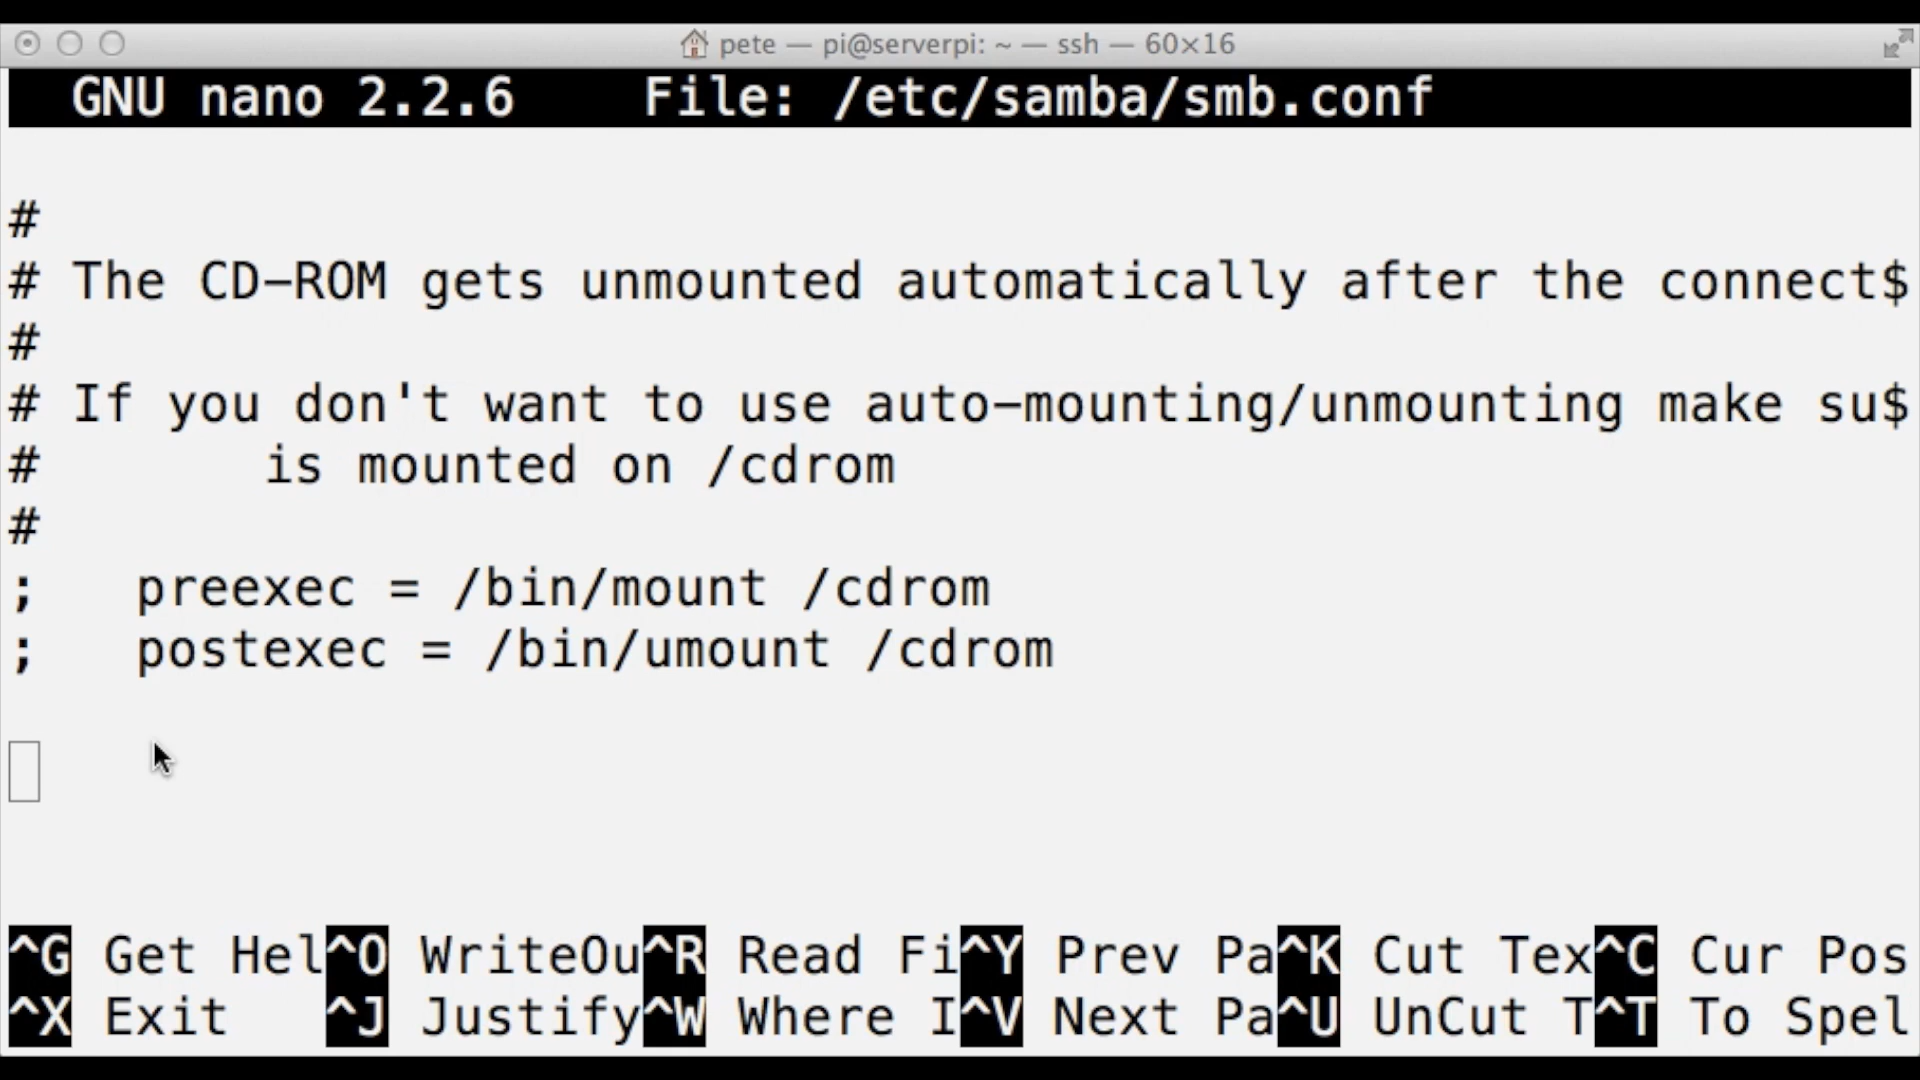 pete — pi@serverpi: ~ — ssh — 60×16
GNU nano 2.2.6 File: /etc/samba/smb.conf
#
# The CD-ROM gets unmounted automatically after the connect$
#
# If you don't want to use auto-mounting/unmounting make su$
# is mounted on /cdrom
#
; preexec = /bin/mount /cdrom
; postexec = /bin/umount /cdrom
^G Get Hel^O WriteOu^R Read Fi^Y Prev Pa^K Cut Tex^C Cur Pos
^X Exit ^J Justify^W Where I^V Next Pa^U UnCut T^T To Spel